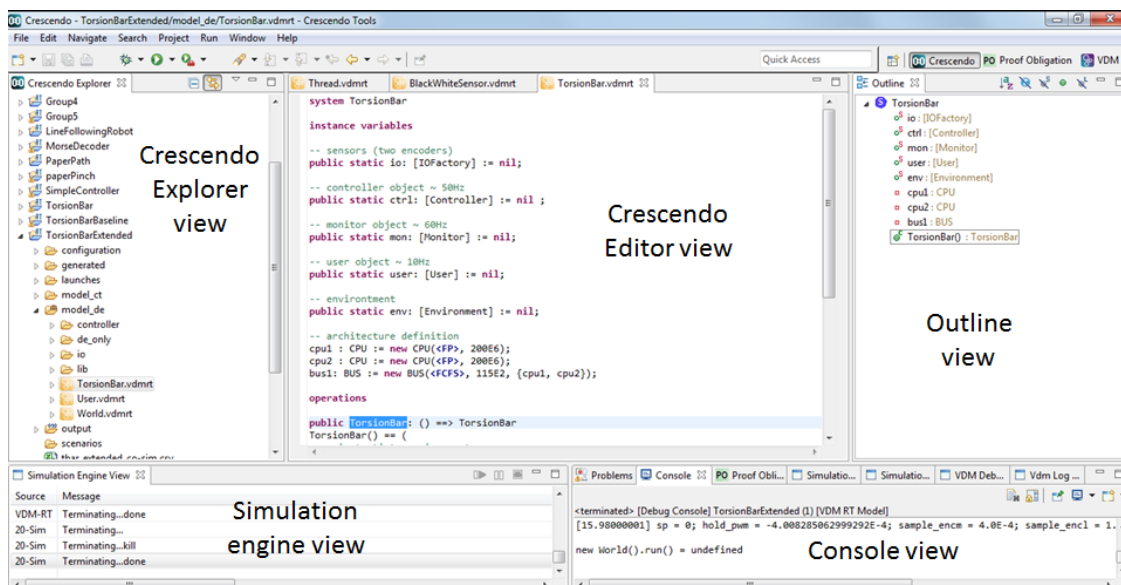 Crescendo - TorsionBarExtended/model_de/TorsionBar.vdmrt - Crescendo Tools
File Edit Navigate Search Project Run Window Help
Quick Access
Crescendo
PO Proof Obligation
VDM
Crescendo Explorer
Group4
Group5
LineFollowingRobot
MorseDecoder
PaperPath
paperPinch
SimpleController
TorsionBar
TorsionBarBaseline
TorsionBarExtended
configuration
generated
launches
model_ct
model_de
controller
de_only
io
lib
TorsionBar.vdmrt
User.vdmrt
World.vdmrt
output
scenarios
Crescendo
Explorer
view
Thread.vdmrt
BlackWhiteSensor.vdmrt
TorsionBar.vdmrt
system TorsionBar
instance variables
-- sensors (two encoders)
public static io: [IOFactory] := nil;
-- controller object ~ 50Hz
public static ctrl: [Controller] := nil ;
-- monitor object ~ 60Hz
public static mon: [Monitor] := nil;
-- user object ~ 10Hz
public static user: [User] := nil;
-- environtment
public static env: [Environment] := nil;
-- architecture definition
cpu1 : CPU := new CPU(<FP>, 200E6);
cpu2 : CPU := new CPU(<FP>, 200E6);
bus1: BUS := new BUS(<FCFS>, 115E2, {cpu1, cpu2});
operations
public TorsionBar: () ==> TorsionBar
TorsionBar() == (
Crescendo
Editor view
Outline
TorsionBar
io : [IOFactory]
ctrl : [Controller]
mon : [Monitor]
user : [User]
env : [Environment]
cpu1 : CPU
cpu2 : CPU
bus1 : BUS
TorsionBar() : TorsionBar
Outline
view
Simulation Engine View
Source Message
VDM-RT Terminating...done
20-Sim Terminating...
20-Sim Terminating...kill
20-Sim Terminating...done
Simulation
engine view
Problems
Console
PO Proof Obli...
Simulatio...
Simulatio...
VDM Deb...
Vdm Log ...
<terminated> [Debug Console] TorsionBarExtended (1) [VDM RT Model]
[15.98000001] sp = 0; hold_pwm = -4.008285062999292E-4; sample_encm = 4.0E-4; sample_encl = 1.
new World().run() = undefined
Console view